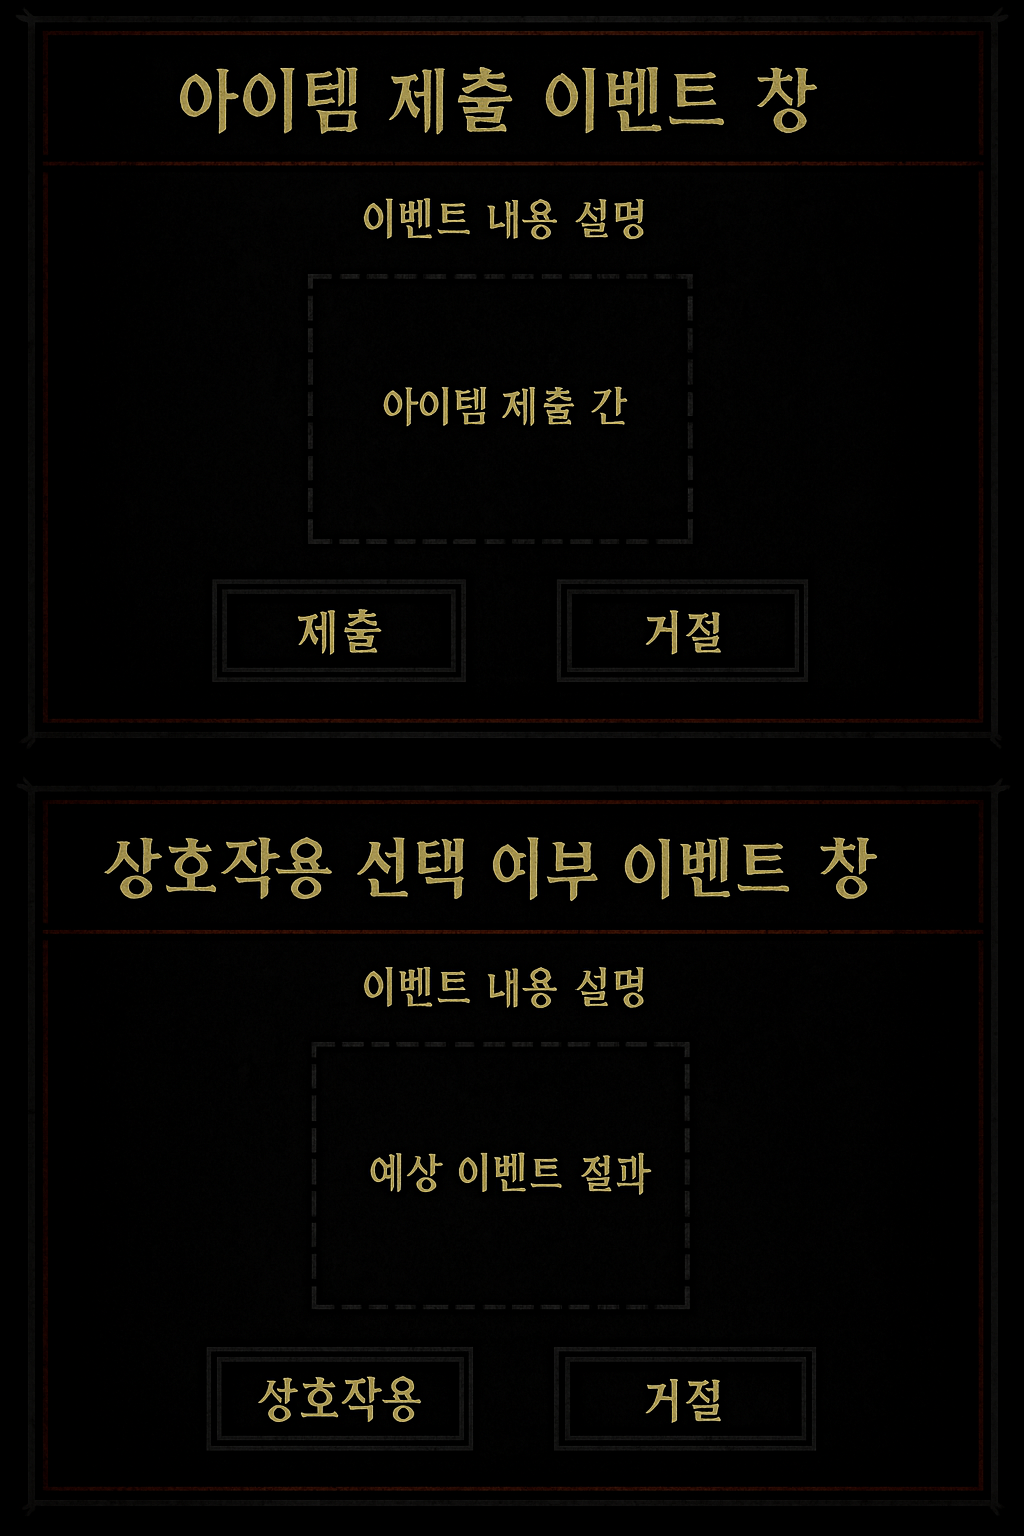 아이템 제출 이벤트 창
이벤트 내용 설명
아이템 제출 간
제출 거절
상호작용 선택 여부 이벤트 창
이벤트 내용 설명
예상 이벤트 절과
상호작용 거절